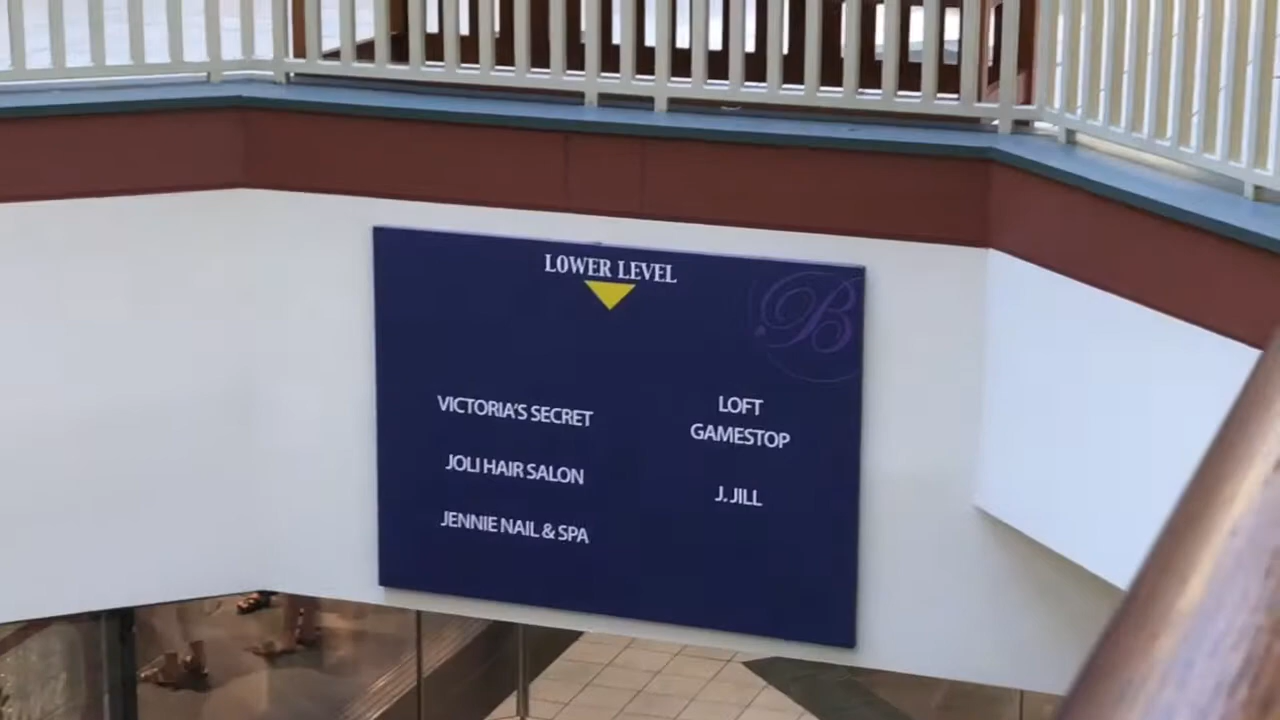 LOWER LEVEL
B
VICTORIA'S SECRET
JOLI HAIR SALON
JENNIE NAIL & SPA
LOFT
GAMESTOP
J. JILL